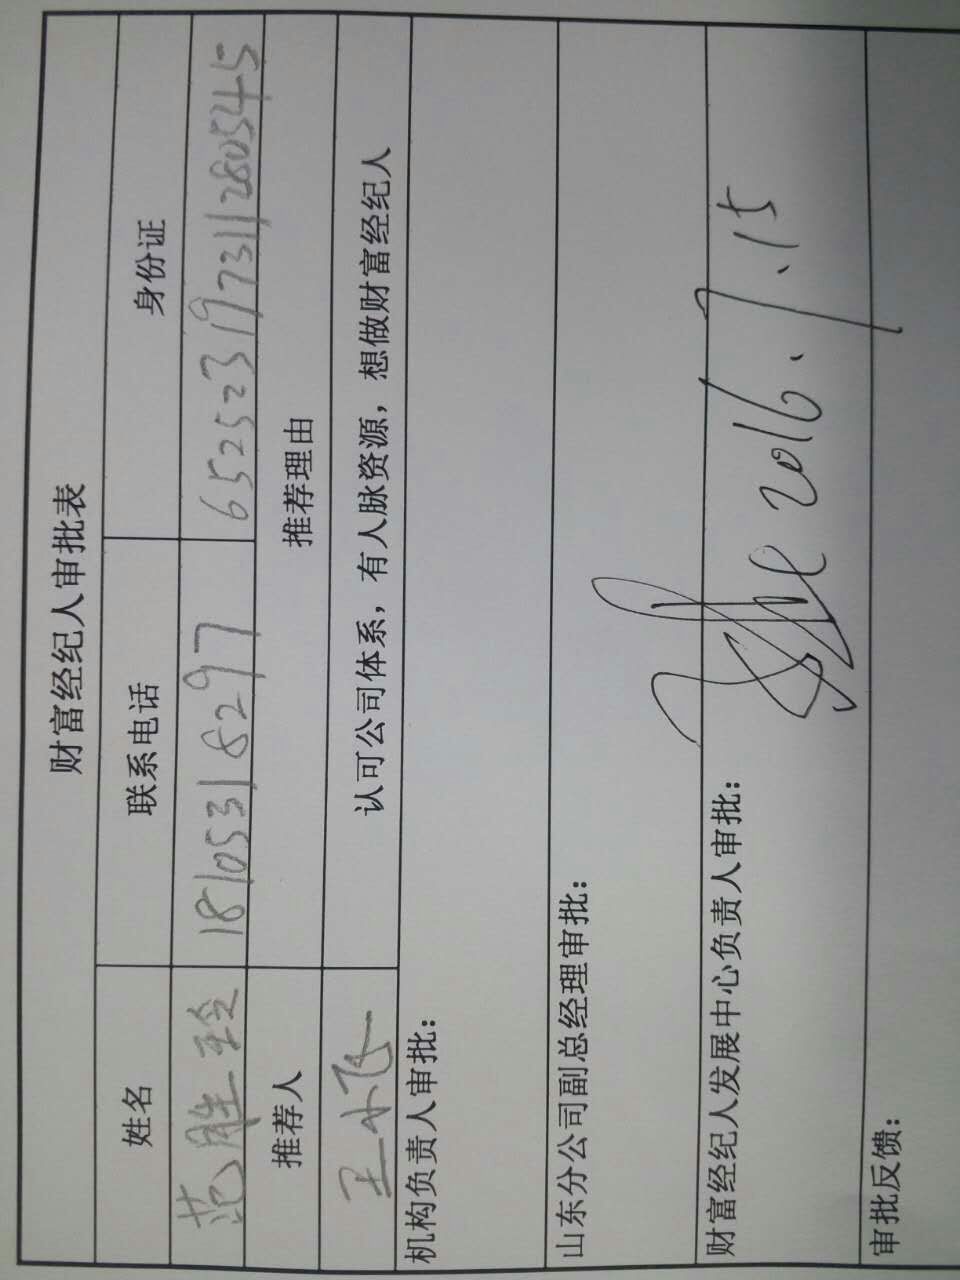 财富经纪人审批表
姓名 联系电话 身份证
范胜玲 18105318297 652523197311280545
推荐人 推荐理由
王小飞 认可公司体系，有人脉资源，想做财富经纪人
机构负责人审批：
山东分公司副总经理审批：
财富经纪人发展中心负责人审批： 2016.7.15
审批反馈：